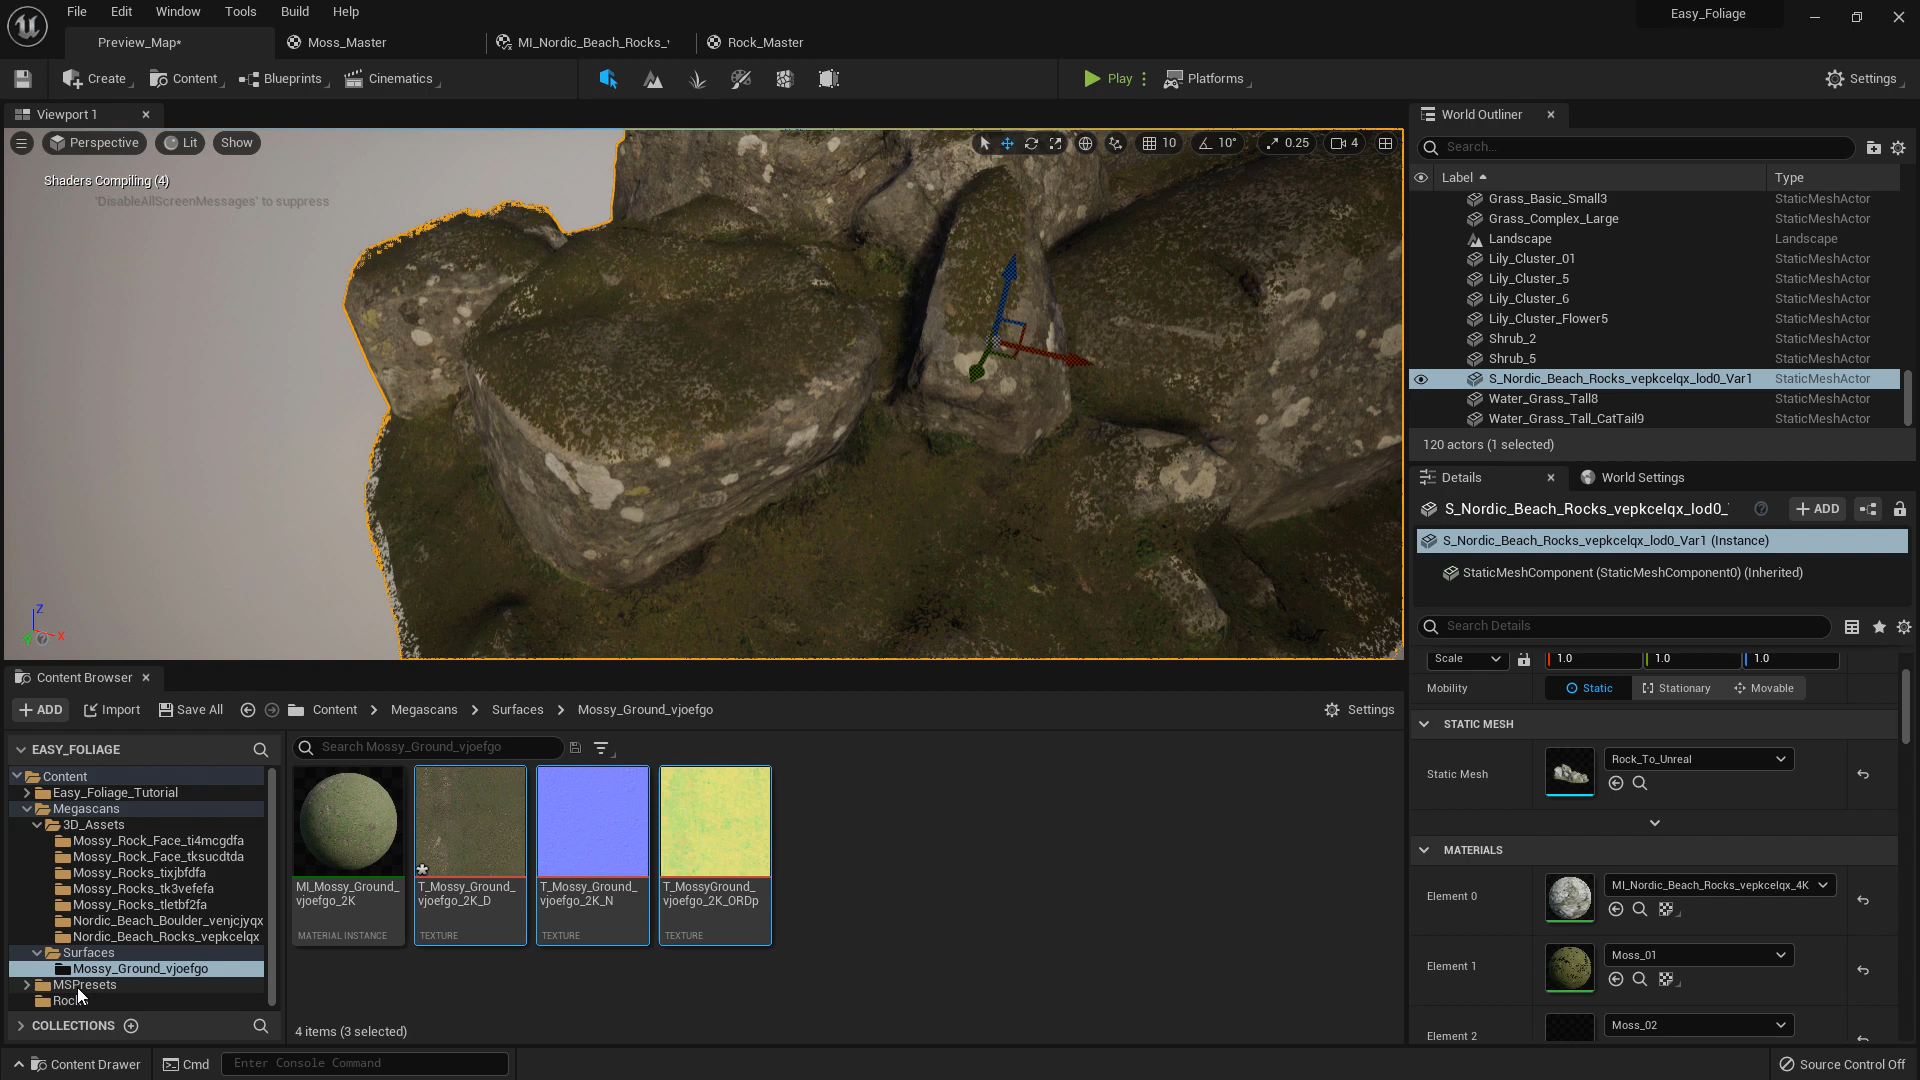 File Edit Window Tools Build Help
Easy_Foliage
Preview_Map*
Moss_Master
MI_Nordic_Beach_Rocks_
Rock_Master
Create
Content
Blueprints
Cinematics
Play
Platforms
Settings
Viewport 1
Perspective
Lit
Show
10
10°
0.25
4
Shaders Compiling (4)
'DisableAllScreenMessages' to suppress
Z
X
World Outliner
Search...
Label
Type
Grass_Basic_Small3 StaticMeshActor
Grass_Complex_Large StaticMeshActor
Landscape Landscape
Lily_Cluster_01 StaticMeshActor
Lily_Cluster_5 StaticMeshActor
Lily_Cluster_6 StaticMeshActor
Lily_Cluster_Flower5 StaticMeshActor
Shrub_2 StaticMeshActor
Shrub_5 StaticMeshActor
S_Nordic_Beach_Rocks_vepkcelqx_lod0_Var1 StaticMeshActor
Water_Grass_Tall8 StaticMeshActor
Water_Grass_Tall_CatTail9 StaticMeshActor
120 actors (1 selected)
Details
World Settings
S_Nordic_Beach_Rocks_vepkcelqx_lod0_
ADD
S_Nordic_Beach_Rocks_vepkcelqx_lod0_Var1 (Instance)
StaticMeshComponent (StaticMeshComponent0) (Inherited)
Search Details
Scale 1.0 1.0 1.0
Mobility Static Stationary Movable
STATIC MESH
Static Mesh Rock_To_Unreal
MATERIALS
Element 0 MI_Nordic_Beach_Rocks_vepkcelqx_4K
Element 1 Moss_01
Element 2 Moss_02
Content Browser
ADD Import Save All Content Megascans Surfaces Mossy_Ground_vjoefgo Settings
EASY_FOLIAGE
Content
Easy_Foliage_Tutorial
Megascans
3D_Assets
Mossy_Rock_Face_ti4mcgdfa
Mossy_Rock_Face_tksucdtda
Mossy_Rocks_tixjbfdfa
Mossy_Rocks_tk3vefefa
Mossy_Rocks_tletbf2fa
Nordic_Beach_Boulder_venjcjyqx
Nordic_Beach_Rocks_vepkcelqx
Surfaces
Mossy_Ground_vjoefgo
MSPresets
COLLECTIONS
Search Mossy_Ground_vjoefgo
MI_Mossy_Ground_
vjoefgo_2K
MATERIAL INSTANCE
T_Mossy_Ground_
vjoefgo_2K_D
TEXTURE
T_Mossy_Ground_
vjoefgo_2K_N
TEXTURE
T_MossyGround_
vjoefgo_2K_ORDp
TEXTURE
4 items (3 selected)
Content Drawer
Cmd
Enter Console Command
Source Control Off